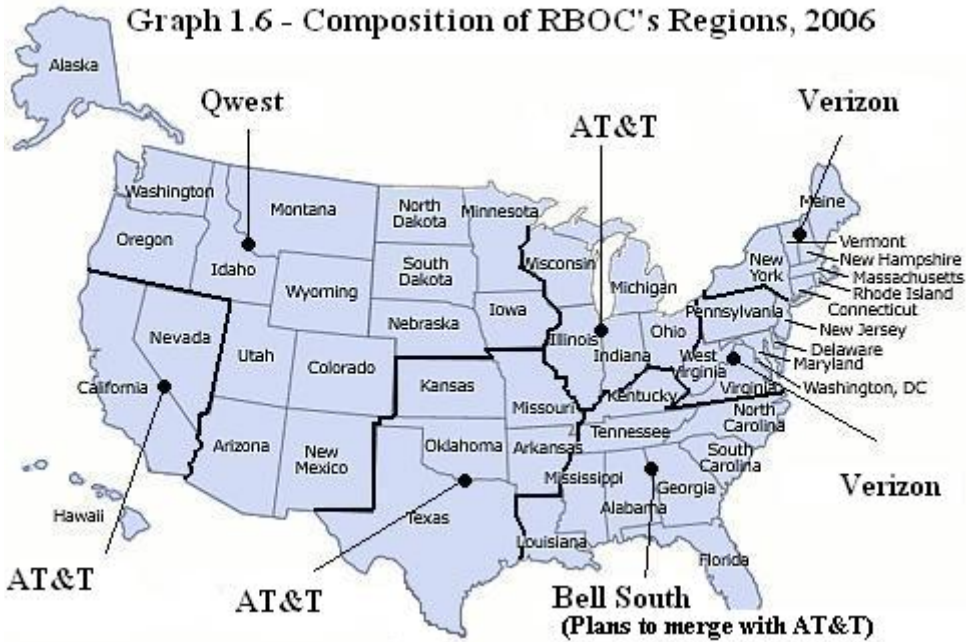 Graph 1.6 - Composition of RBOC's Regions, 2006
Alaska
Qwest
AT&T
Verizon
Washington
Montana
North
Dakota
Minnesota
Maine
Oregon
Idaho
Wyoming
South
Dakota
Wisconsin
Michigan
New
York
Vermont
New Hampshire
Massachusetts
Rhode Island
Connecticut
Nevada
Utah
Colorado
Nebraska
Iowa
Illinois
Indiana
Ohio
Pennsylvania
New Jersey
Delaware
Maryland
Washington, DC
California
Kansas
Missouri
Kentucky
West
Virginia
Virginia
Arizona
New
Mexico
Oklahoma
Arkansas
Tennessee
North
Carolina
South
Carolina
Texas
Louisiana
Mississippi
Alabama
Georgia
Florida
Verizon
Hawaii
AT&T
AT&T
Bell South
(Plans to merge with AT&T)